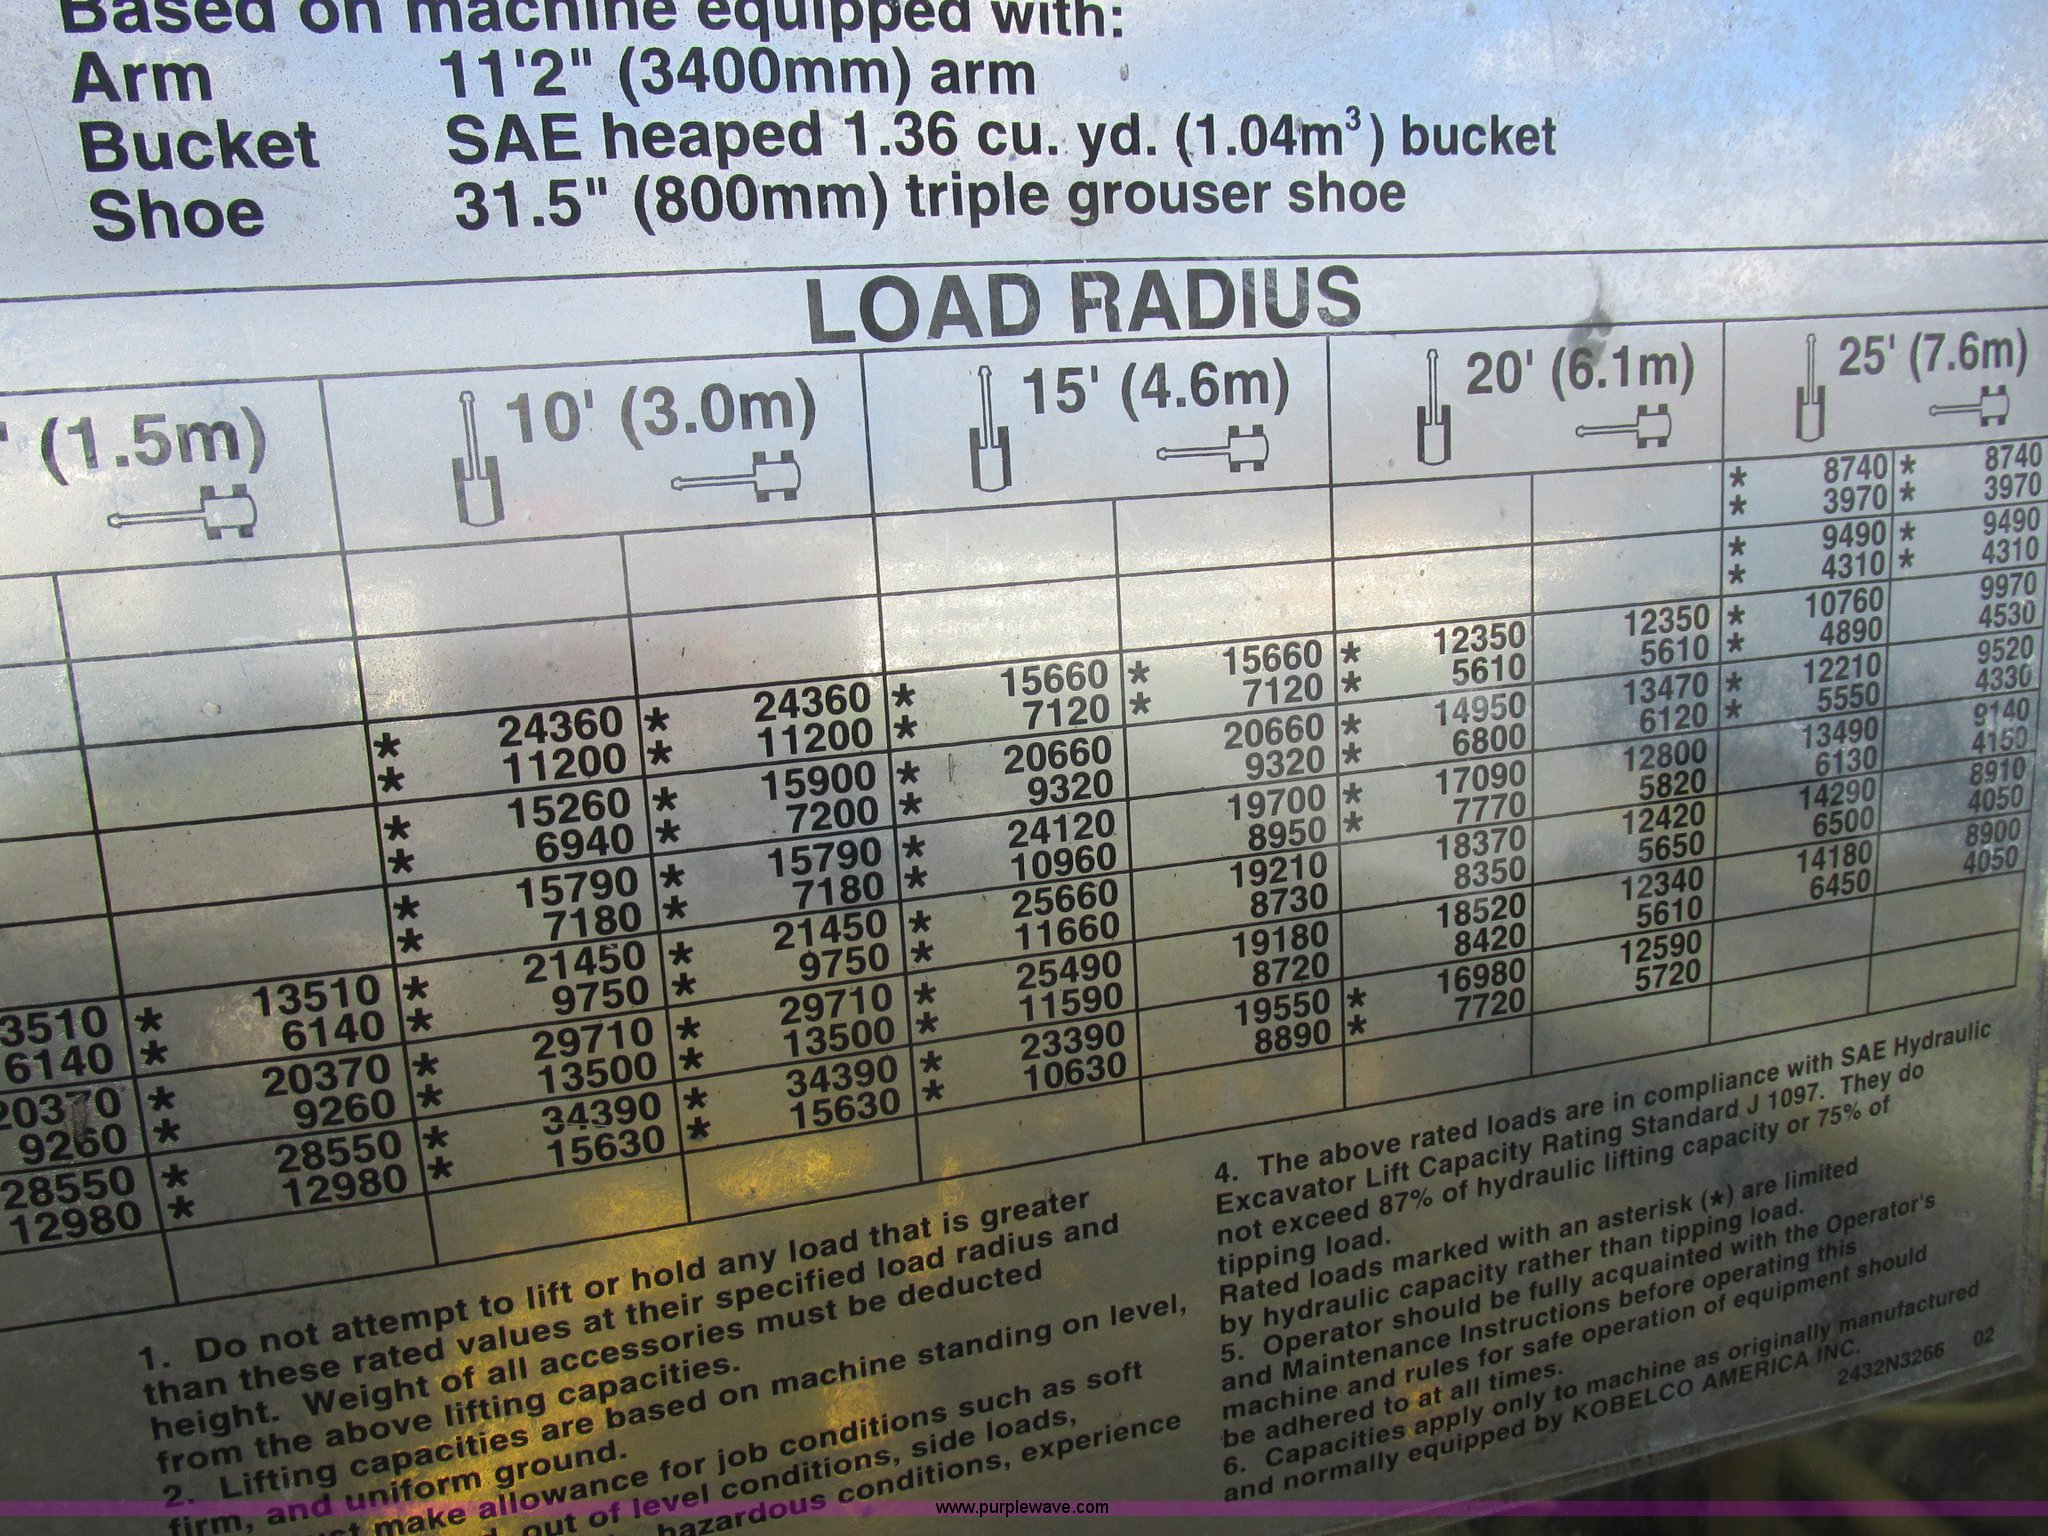 Based on machine equipped with:
Arm 11'2" (3400mm) arm
Bucket SAE heaped 1.36 cu. yd. (1.04m³) bucket
Shoe 31.5" (800mm) triple grouser shoe
LOAD RADIUS
' (1.5m) 10' (3.0m) 15' (4.6m) 20' (6.1m) 25' (7.6m)
* 8740 * 8740
* 3970 * 3970
* 9490 * 9490
* 4310 * 4310
* 24360 * 24360 * 15660 * 15660 * 12350 12350 * 10760 9970
* 11200 * 11200 * 7120 * 7120 * 5610 5610 * 4890 4530
* 15260 * 15900 * 20660 20660 * 14950 13470 * 12210 9520
* 6940 * 7200 * 9320 9320 * 6800 6120 * 5550 4330
* 15790 * 15790 * 24120 19700 * 17090 12800 13490 9140
* 7180 * 7180 * 10960 8950 * 7770 5820 6130 4150
3510 * 13510 * 21450 * 21450 * 25660 19210 18370 12420 14290 8910
6140 * 6140 * 9750 * 9750 * 11660 8730 8350 5650 6500 4050
20370 * 20370 * 29710 * 29710 * 25490 19180 18520 12340 14180 8900
9260 * 9260 * 13500 * 13500 * 11590 8720 8420 5610 6450 4050
28550 * 28550 * 34390 * 34390 * 23390 19550 * 16980 12590
12980 * 12980 * 15630 * 15630 * 10630 8890 * 7720 5720
1. Do not attempt to lift or hold any load that is greater
than these rated values at their specified load radius and
height. Weight of all accessories must be deducted
from the above lifting capacities.
2. Lifting capacities are based on machine standing on level,
firm, and uniform ground.
make allowance for job conditions such as soft
out of level conditions, side loads,
hazardous conditions, experience
4. The above rated loads are in compliance with SAE Hydraulic
Excavator Lift Capacity Rating Standard J 1097. They do
not exceed 87% of hydraulic lifting capacity or 75% of
tipping load.
Rated loads marked with an asterisk (*) are limited
by hydraulic capacity rather than tipping load.
5. Operator should be fully acquainted with the Operator's
and Maintenance Instructions before operating this
machine and rules for safe operation of equipment should
be adhered to at all times.
6. Capacities apply only to machine as originally manufactured
and normally equipped by KOBELCO AMERICA INC.
2432N3266 02
www.purplewave.com